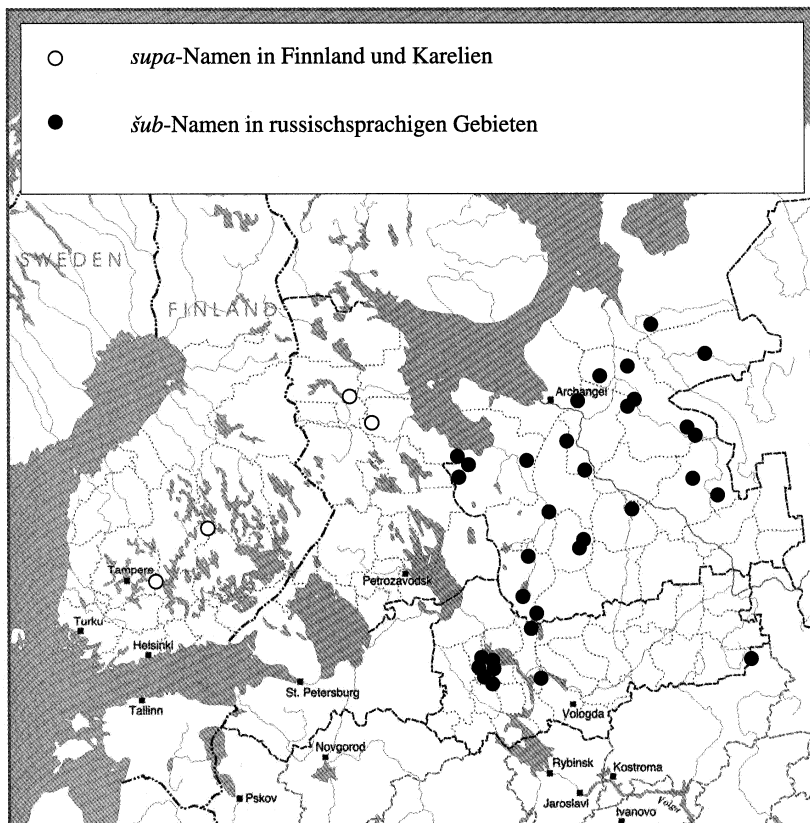 supa-Namen in Finnland und Karelien
šub-Namen in russischsprachigen Gebieten
SWEDEN
FINLAND
Archangel
Tampere
Petrozavodsk
Turku
Helsinki
St. Petersburg
Tallinn
Vologda
Novgorod
Rybinsk
Kostroma
Pskov
Jaroslavl
Volga
Ivanovo